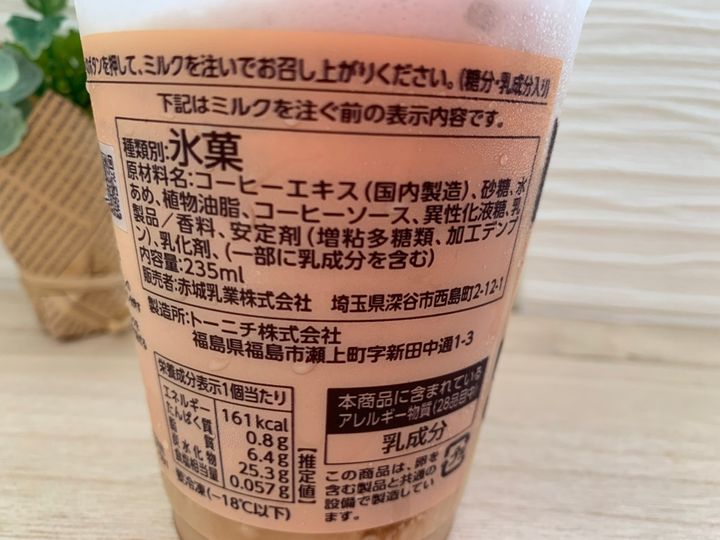 ボタンを押して、ミルクを注いでお召し上がりください。(糖分・乳成分入り)
下記はミルクを注ぐ前の表示内容です。
種類別:氷菓
原材料名:コーヒーエキス(国内製造)、砂糖、水
あめ、植物油脂、コーヒーソース、異性化液糖、乳
製品/香料、安定剤(増粘多糖類、加工デンプ
ン)、乳化剤、(一部に乳成分を含む)
内容量:235ml
販売者:赤城乳業株式会社 埼玉県深谷市西島町2-12-1
製造所:トーニチ株式会社
福島県福島市瀬上町字新田中通1-3
栄養成分表示1個当たり
エネルギー 161kcal
たんぱく質 0.8g
脂質 6.4g
炭水化物 25.3g
食塩相当量 0.057g
【推定値】
要冷凍(−18℃以下)
本商品に含まれている
アレルギー物質(28品目中)
乳成分
この商品は、卵を
含む製品と共通の
設備で製造してい
ます。